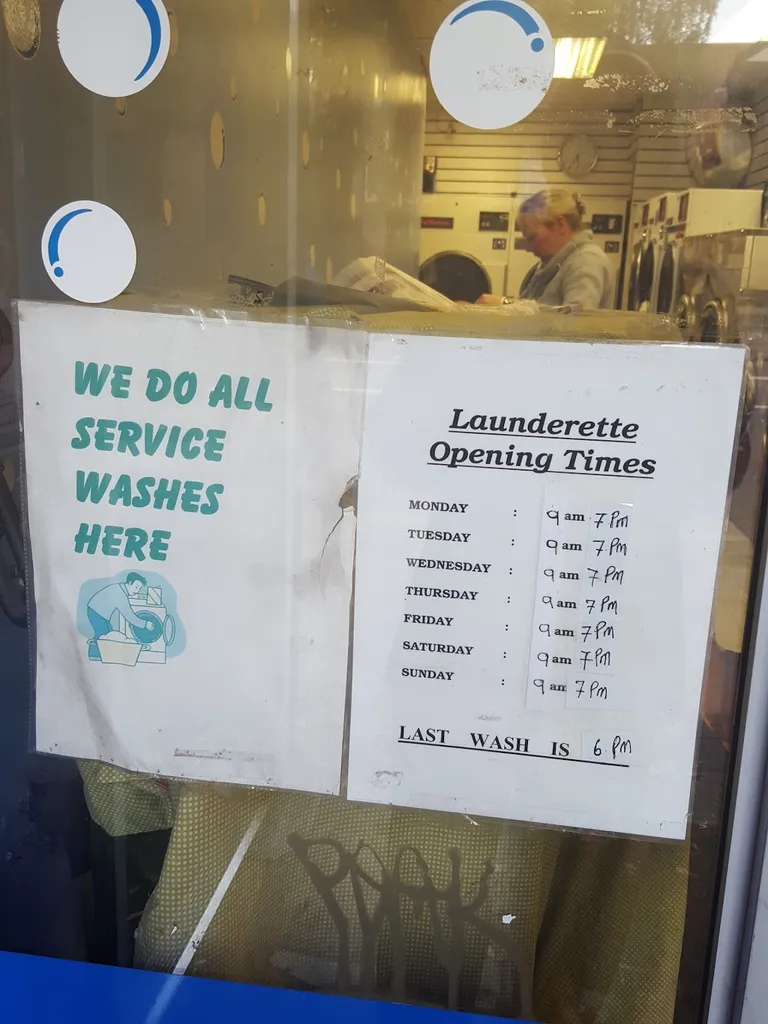 WE DO ALL
SERVICE
WASHES
HERE
Launderette
Opening Times
MONDAY : 9 am 7 PM
TUESDAY : 9 am 7 PM
WEDNESDAY : 9 am 7 PM
THURSDAY : 9 am 7 PM
FRIDAY : 9 am 7 PM
SATURDAY : 9 am 7 PM
SUNDAY : 9 am 7 PM
LAST WASH IS 6 PM